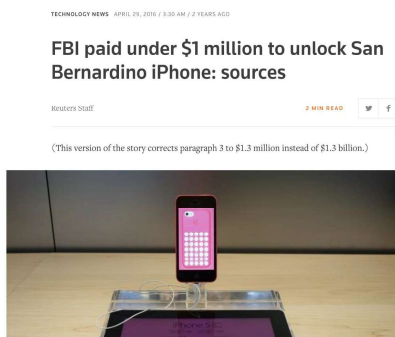 TECHNOLOGY NEWS APRIL 29, 2016 / 3:30 AM / 2 YEARS AGO
FBI paid under $1 million to unlock San
Bernardino iPhone: sources
Reuters Staff
2 MIN READ
f
(This version of the story corrects paragraph 3 to $1.3 million instead of $1.3 billion.)
iPhone 5c